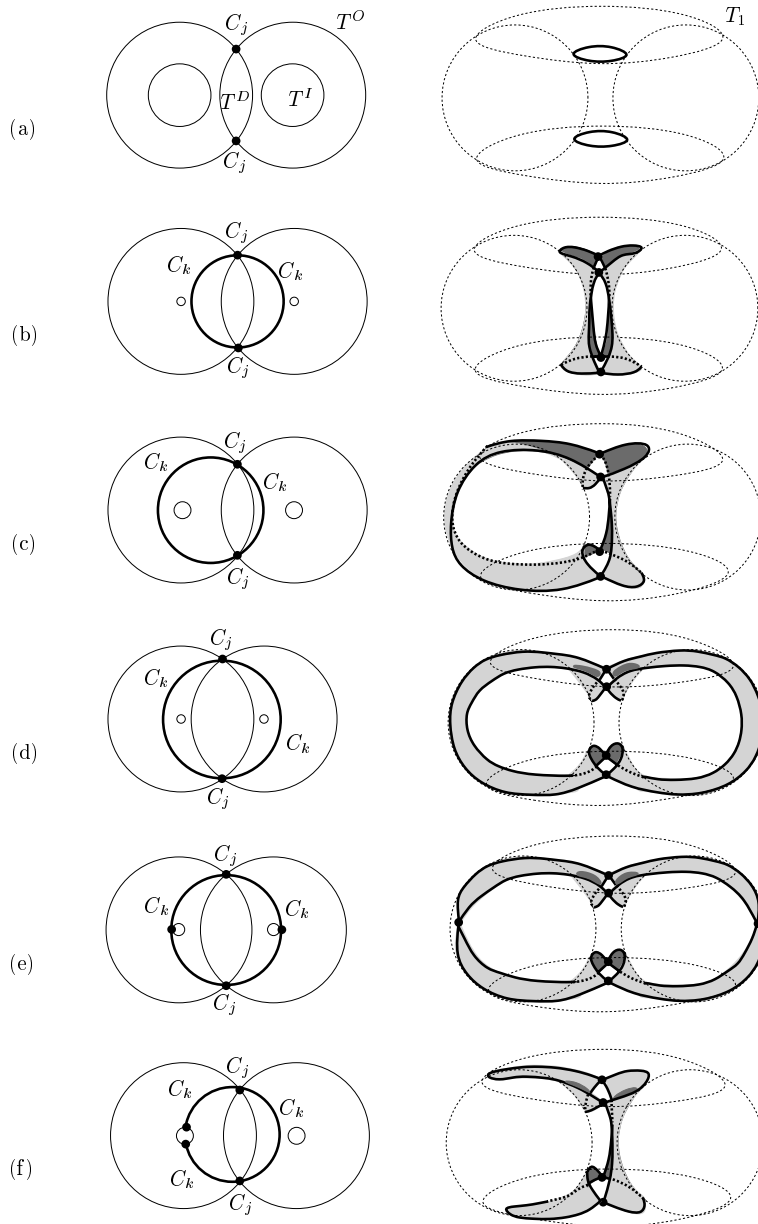 C_j T^O T_1
T^D T^I
(a)
C_j
C_j
C_k C_k
(b)
C_j
C_j
C_k
C_k
(c)
C_j
C_j
C_k
(d)
C_k
C_j
C_j
C_k C_k
(e)
C_j
C_j
C_k
C_k
(f)
C_k
C_j